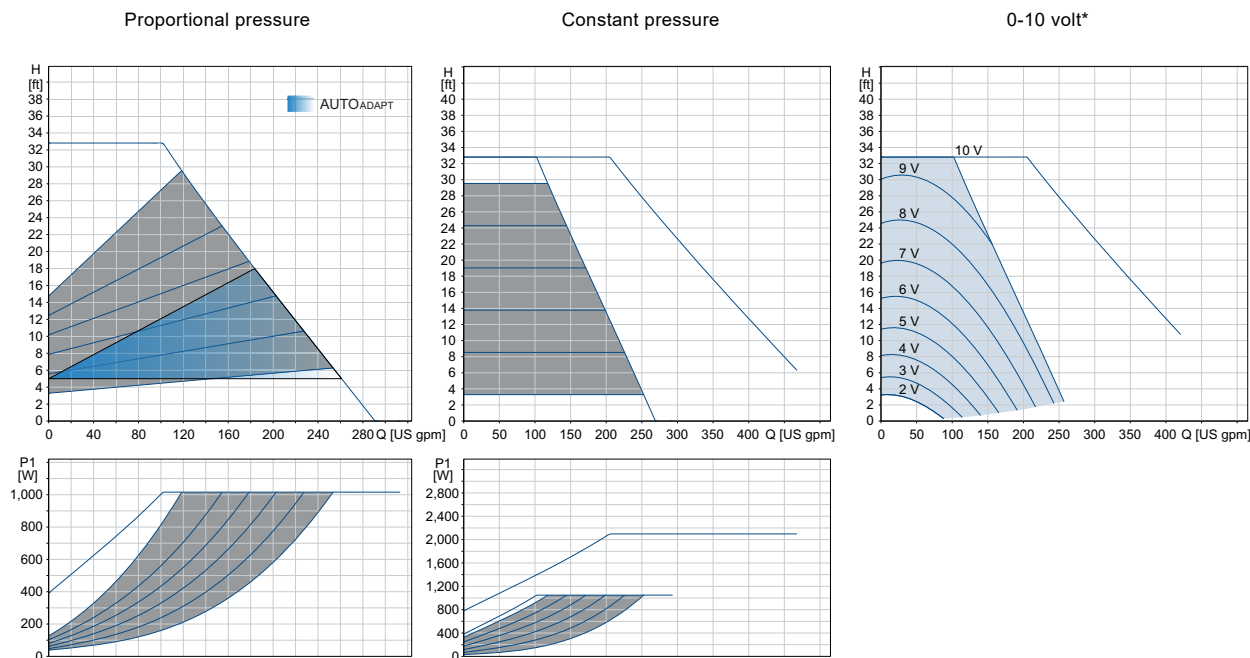 Proportional pressure
Constant pressure
0-10 volt*
H
[ft]
38
36
34
32
30
28
26
24
22
20
18
16
14
12
10
8
6
4
2
0
AUTOADAPT
0 40 80 120 160 200 240 280 Q [US gpm]
H
[ft]
40
38
36
34
32
30
28
26
24
22
20
18
16
14
12
10
8
6
4
2
0
0 50 100 150 200 250 300 350 400 Q [US gpm]
H
[ft]
40
38
36
34
32
30
28
26
24
22
20
18
16
14
12
10
8
6
4
2
0
10 V
9 V
8 V
7 V
6 V
5 V
4 V
3 V
2 V
0 50 100 150 200 250 300 350 400 Q [US gpm]
P1
[W]
1,000
800
600
400
200
0
P1
[W]
2,800
2,400
2,000
1,600
1,200
800
400
0